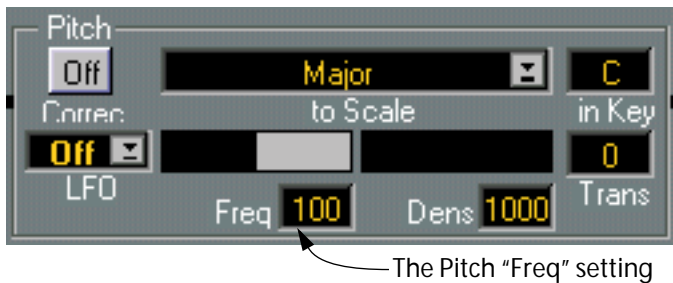 Pitch
Off Major C
Correc to Scale in Key
Off 0
LFO Freq 100 Dens 1000 Trans
The Pitch “Freq” setting